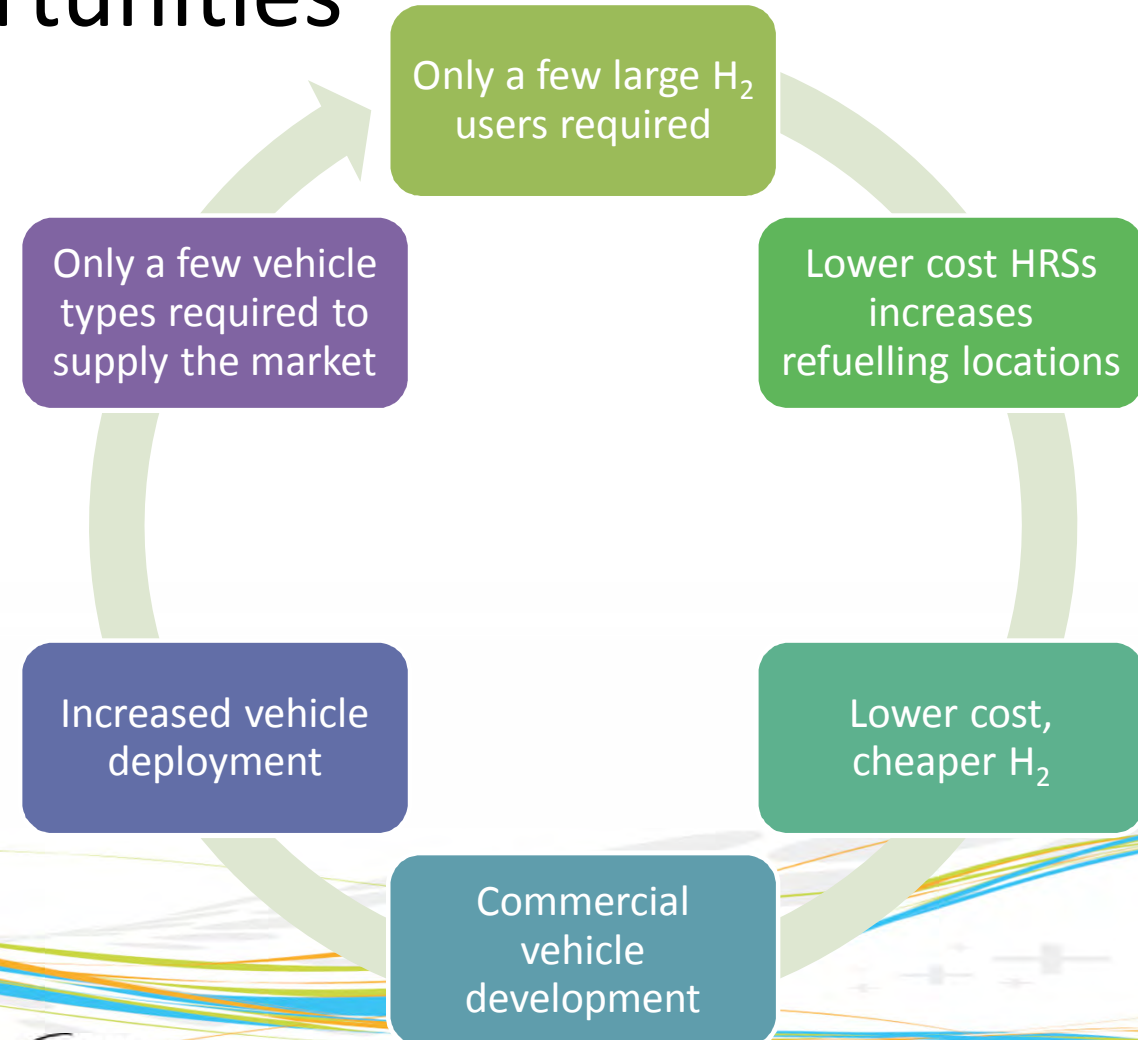 Only a few large H₂
users required
Lower cost HRSs
increases
refuelling locations
Lower cost,
cheaper H₂
Commercial
vehicle
development
Increased vehicle
deployment
Only a few vehicle
types required to
supply the market